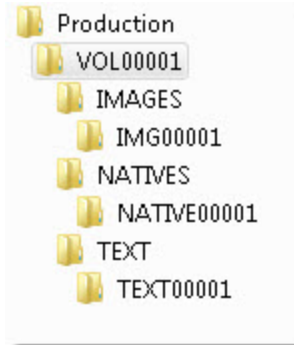 Production
VOL00001
IMAGES
IMG00001
NATIVES
NATIVE00001
TEXT
TEXT00001